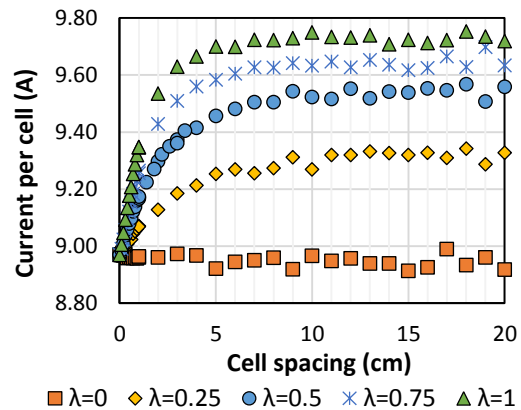 9.80
9.60
9.40
9.20
9.00
8.80
Current per cell (A)
0 5 10 15 20
Cell spacing (cm)
λ=0 λ=0.25 λ=0.5 λ=0.75 λ=1